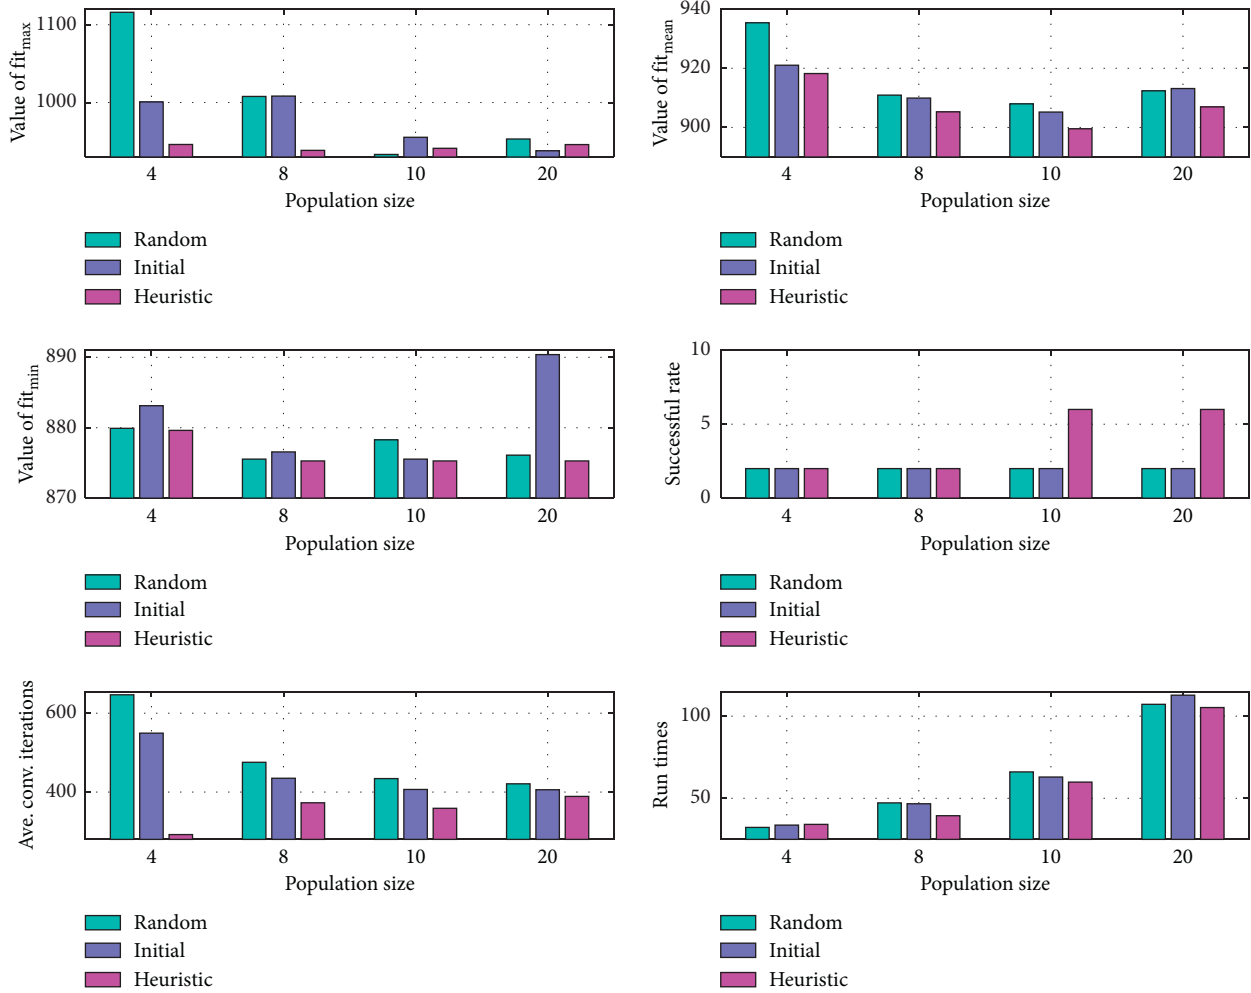 Value of fit_max
1100
1000
4 8 10 20
Population size
Random
Initial
Heuristic
Value of fit_mean
940
920
900
4 8 10 20
Population size
Random
Initial
Heuristic
Value of fit_min
890
880
870
4 8 10 20
Population size
Random
Initial
Heuristic
Successful rate
10
5
0
4 8 10 20
Population size
Random
Initial
Heuristic
Ave. conv. iterations
600
400
4 8 10 20
Population size
Random
Initial
Heuristic
Run times
100
50
4 8 10 20
Population size
Random
Initial
Heuristic